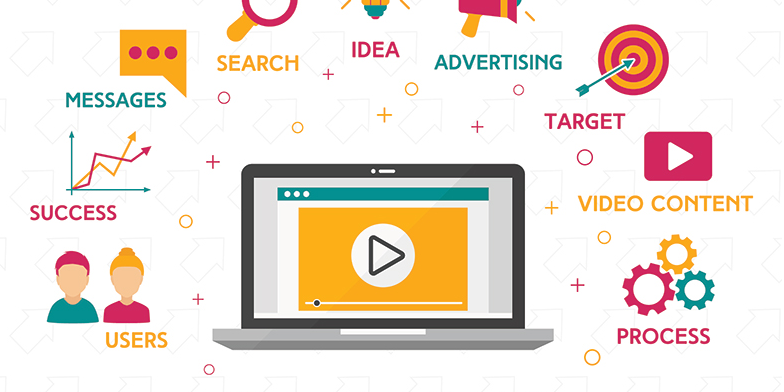 IDEA
SEARCH
ADVERTISING
MESSAGES
TARGET
SUCCESS
VIDEO CONTENT
USERS
PROCESS